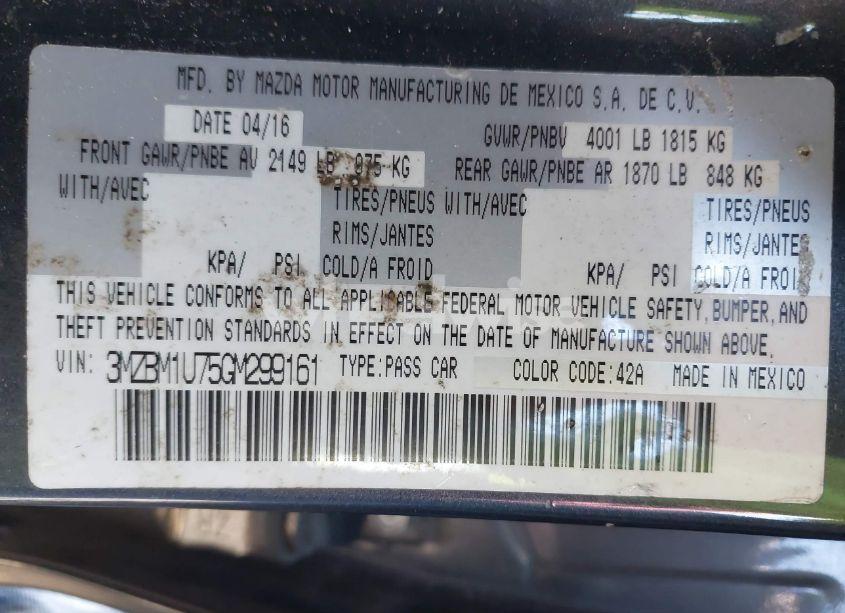 MFD. BY MAZDA MOTOR MANUFACTURING DE MEXICO S.A. DE C.V.
DATE 04/16 GVWR/PNBV 4001 LB 1815 KG
FRONT GAWR/PNBE AV 2149 LB 975 KG REAR GAWR/PNBE AR 1870 LB 848 KG
WITH/AVEC TIRES/PNEUS WITH/AVEC TIRES/PNEUS
RIMS/JANTES RIMS/JANTES
KPA/ PSI COLD/A FROID KPA/ PSI COLD/A FROID
THIS VEHICLE CONFORMS TO ALL APPLICABLE FEDERAL MOTOR VEHICLE SAFETY, BUMPER, AND
THEFT PREVENTION STANDARDS IN EFFECT ON THE DATE OF MANUFACTURE SHOWN ABOVE.
VIN: 3MZBM1U75GM299161 TYPE:PASS CAR COLOR CODE:42A MADE IN MEXICO